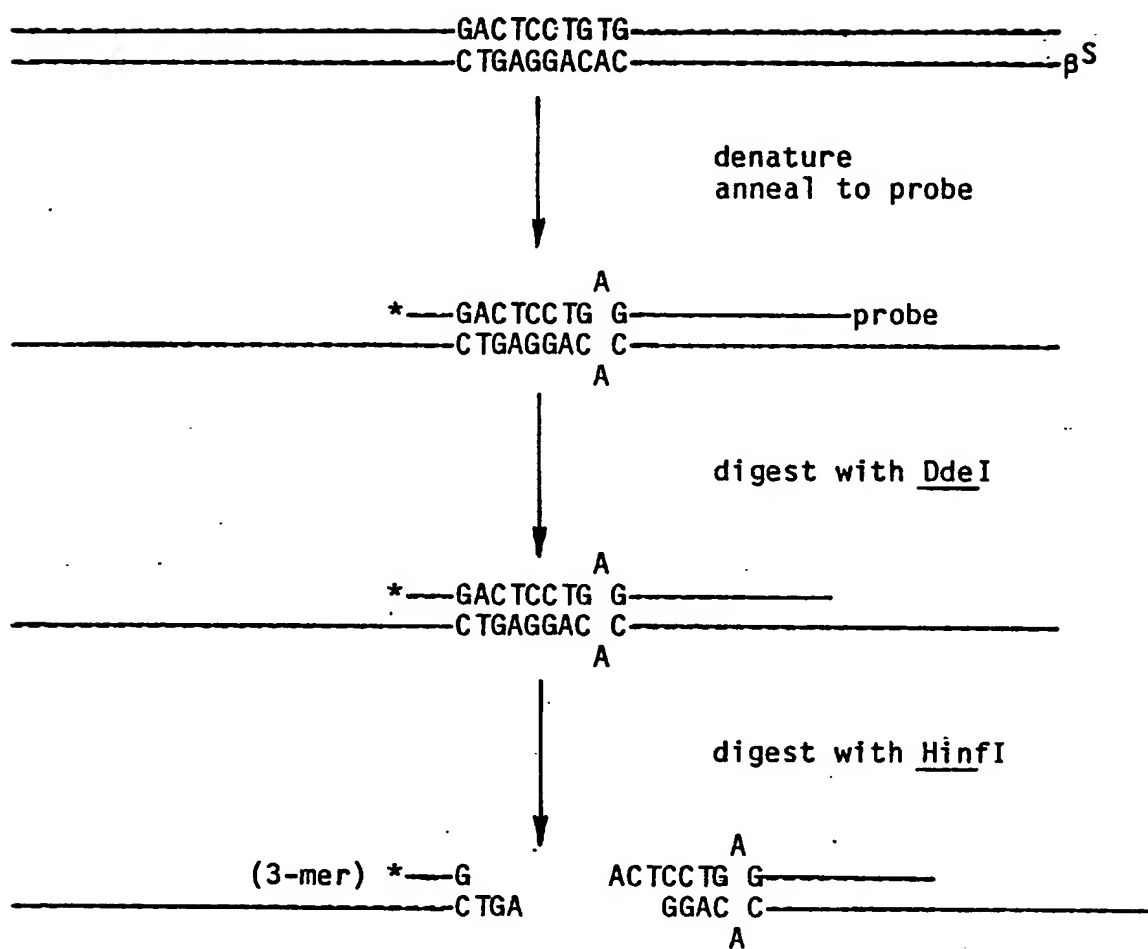 GACTCCTGTG
CTGAGGACAC βS
denature
anneal to probe
A
* GACTCCTG G probe
CTGAGGAC C
A
digest with DdeI
A
* GACTCCTG G
CTGAGGAC C
A
digest with HinfI
A
(3-mer) * G ACTCCTG G
CTGA GGAC C
A